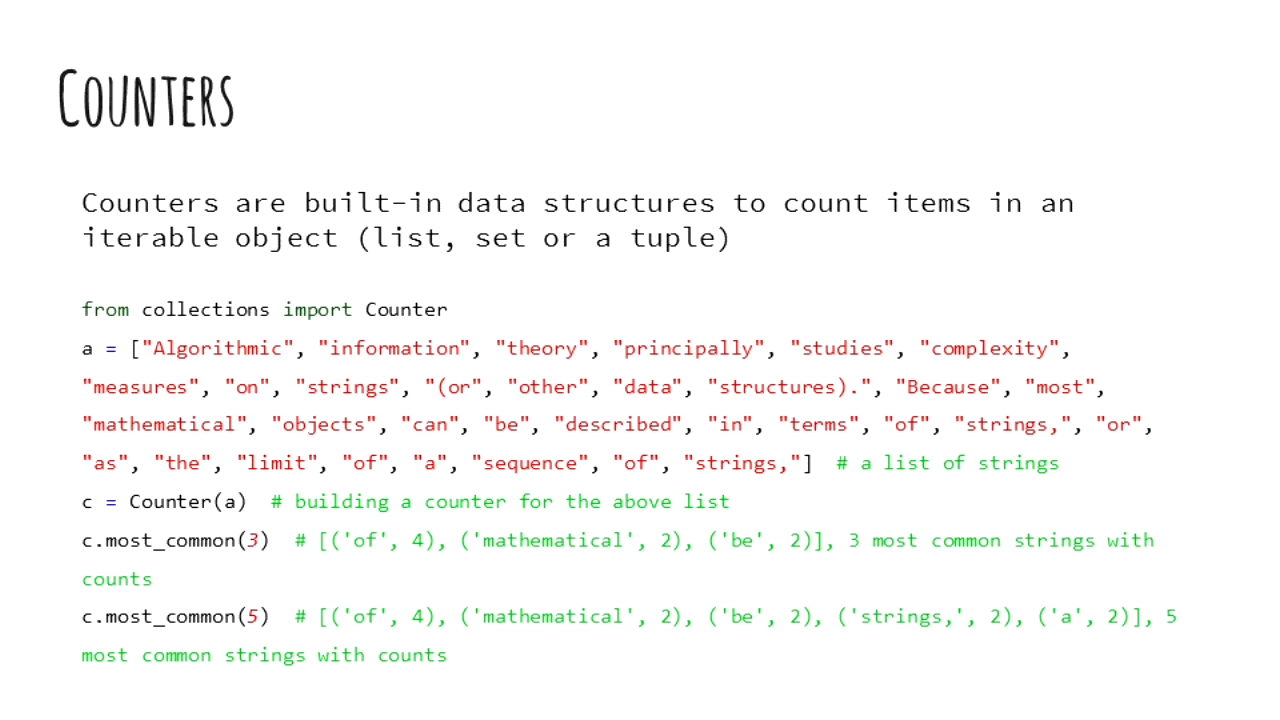 COUNTERS
Counters are built-in data structures to count items in an
iterable object (list, set or a tuple)
from collections import Counter
a = ["Algorithmic", "information", "theory", "principally", "studies", "complexity",
"measures", "on", "strings", "(or", "other", "data", "structures).", "Because", "most",
"mathematical", "objects", "can", "be", "described", "in", "terms", "of", "strings,", "or",
"as", "the", "limit", "of", "a", "sequence", "of", "strings,"]  # a list of strings
c = Counter(a)  # building a counter for the above list
c.most_common(3)  # [('of', 4), ('mathematical', 2), ('be', 2)], 3 most common strings with
counts
c.most_common(5)  # [('of', 4), ('mathematical', 2), ('be', 2), ('strings,', 2), ('a', 2)], 5
most common strings with counts